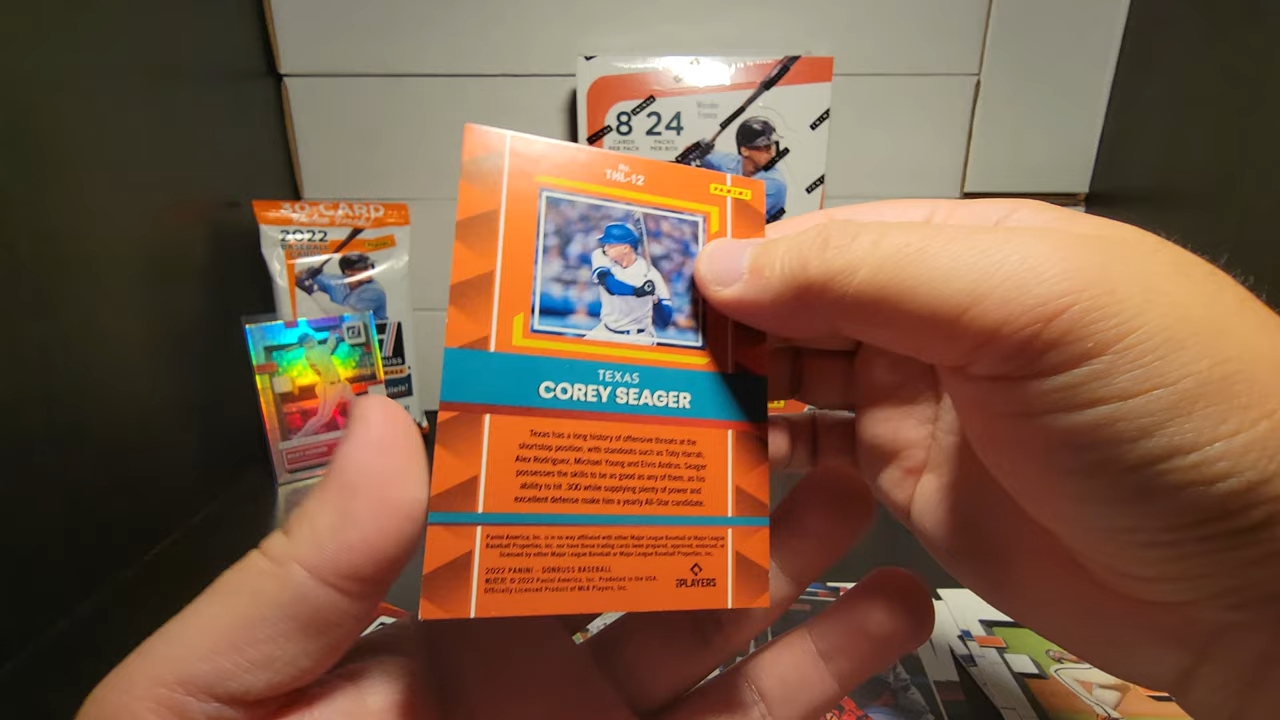 8 24
CARDS PACKS
PER PACK PER BOX
Wander
Franco
30-CARD
2022
BASEBALL
PANINI
No.
THL-12
PANINI
TEXAS
COREY SEAGER
Texas has a long history of offensive threats at the
shortstop position, with standouts such as Toby Harrah,
Alex Rodriguez, Michael Young and Elvis Andrus. Seager
possesses the skills to be as good as any of them, as his
ability to hit .300 while supplying plenty of power and
excellent defense make him a yearly All-Star candidate.
Panini America, Inc. is in no way affiliated with either Major League Baseball or Major League
Baseball Properties, Inc. nor have these trading cards been prepared, approved, endorsed, or
licensed by either Major League Baseball or Major League Baseball Properties, Inc.
2022 PANINI – DONRUSS BASEBALL
© 2022 Panini America, Inc. Produced in the USA.
Officially Licensed Product of MLB Players, Inc.
PLAYERS